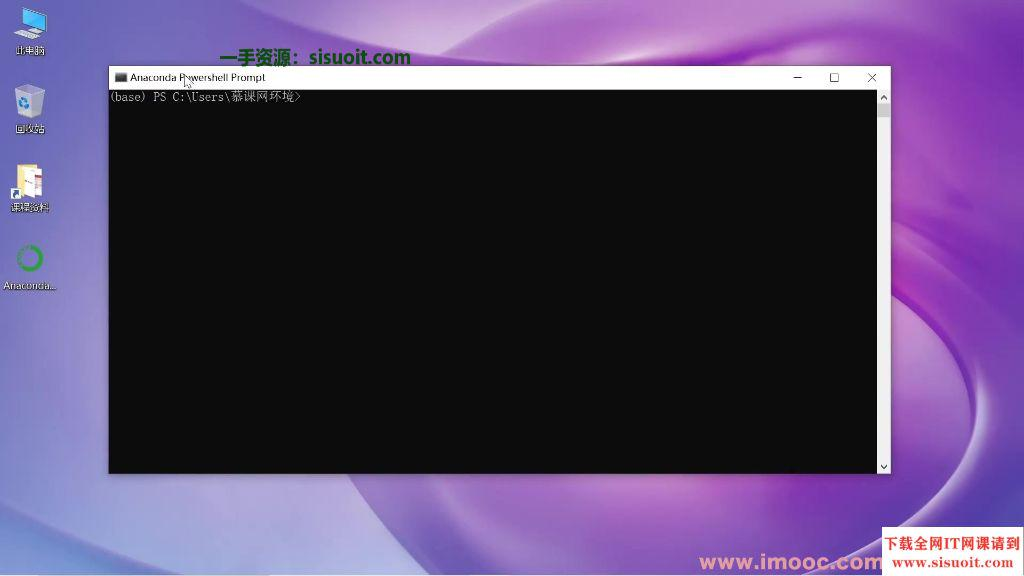 此电脑
一手资源：sisuoit.com
Anaconda Powershell Prompt
(base) PS C:\Users\慕课网环境>
回收站
课程资料
Anaconda...
下载全网IT网课请到
www.imooc.com
www.sisuoit.com